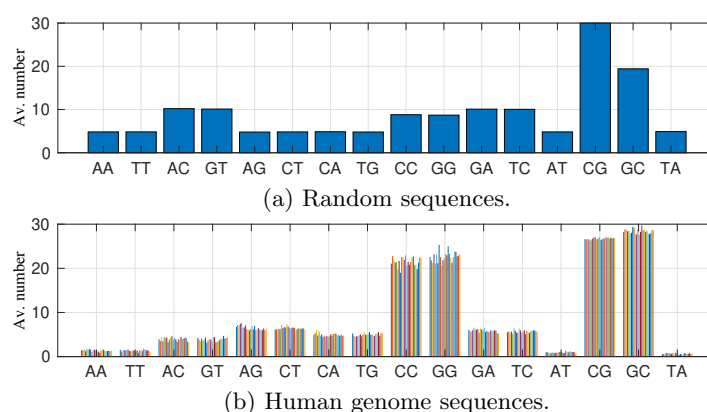 30
20
10
0
Av. number
AA TT AC GT AG CT CA TG CC GG GA TC AT CG GC TA
(a) Random sequences.
30
20
10
0
Av. number
AA TT AC GT AG CT CA TG CC GG GA TC AT CG GC TA
(b) Human genome sequences.